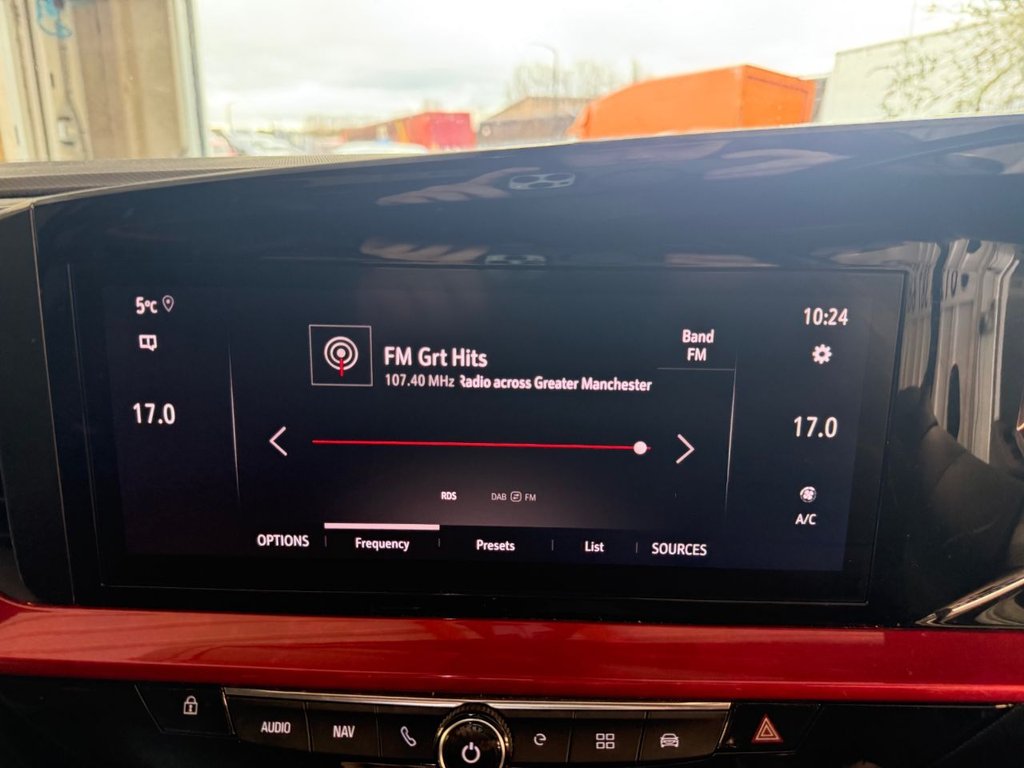 5°C
10:24
Band
FM
FM Grt Hits
107.40 MHz Radio across Greater Manchester
17.0
17.0
RDS
DAB FM
A/C
OPTIONS
Frequency
Presets
List
SOURCES
AUDIO
NAV